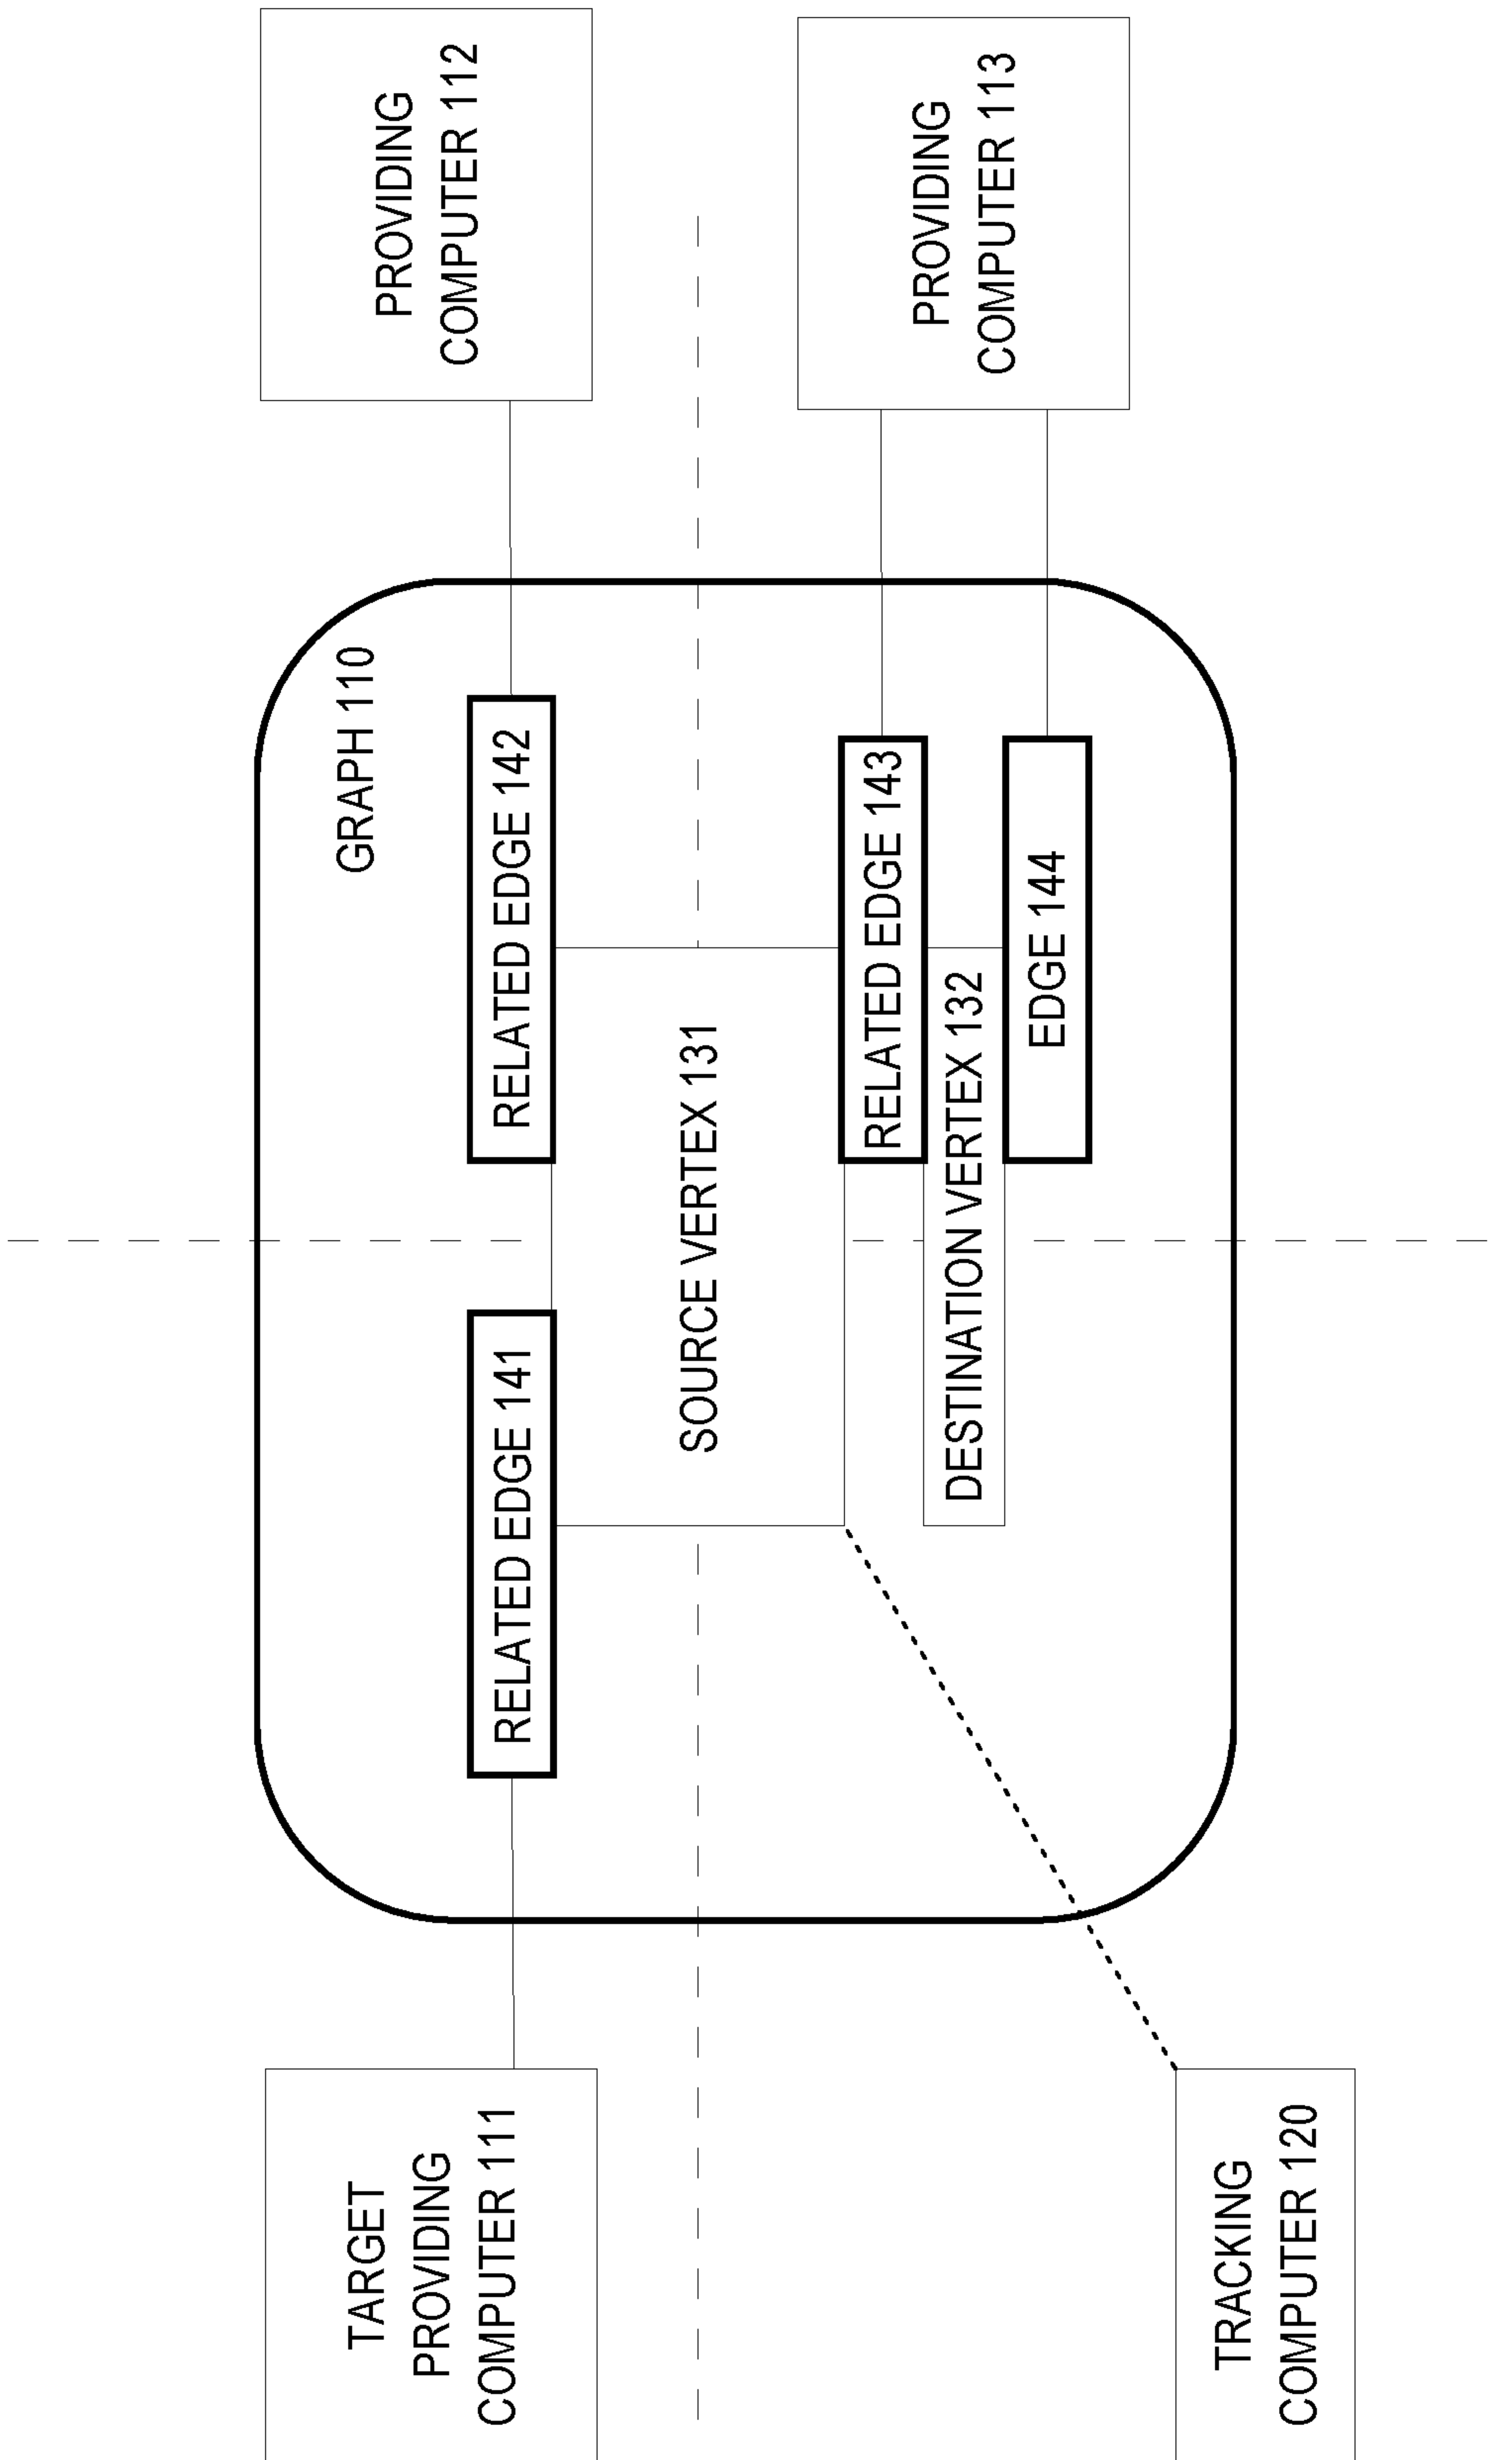 TARGET
PROVIDING
COMPUTER 111
PROVIDING
COMPUTER 112
GRAPH 110
RELATED EDGE 141
RELATED EDGE 142
SOURCE VERTEX 131
RELATED EDGE 143
DESTINATION VERTEX 132
EDGE 144
PROVIDING
COMPUTER 113
TRACKING
COMPUTER 120